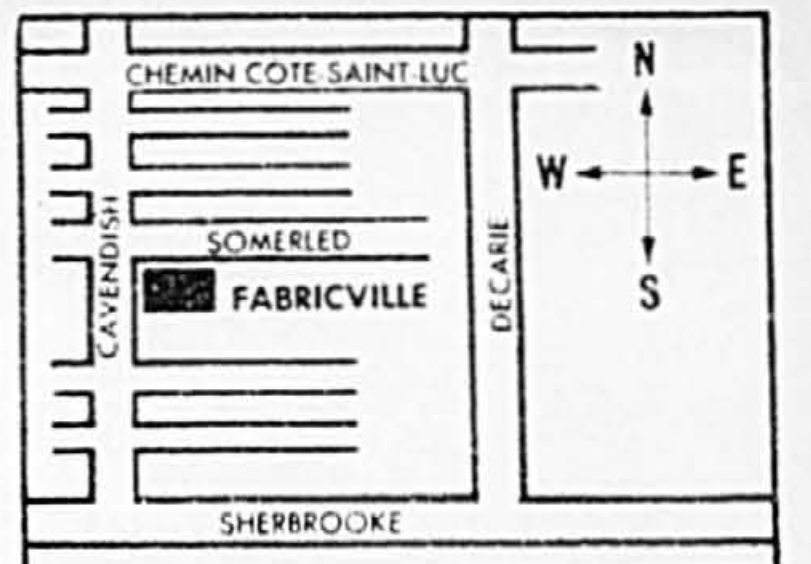 CHEMIN COTE-SAINT-LUC
N
W E
S
CAVENDISH
SOMERLED
FABRICVILLE
DECARIE
SHERBROOKE